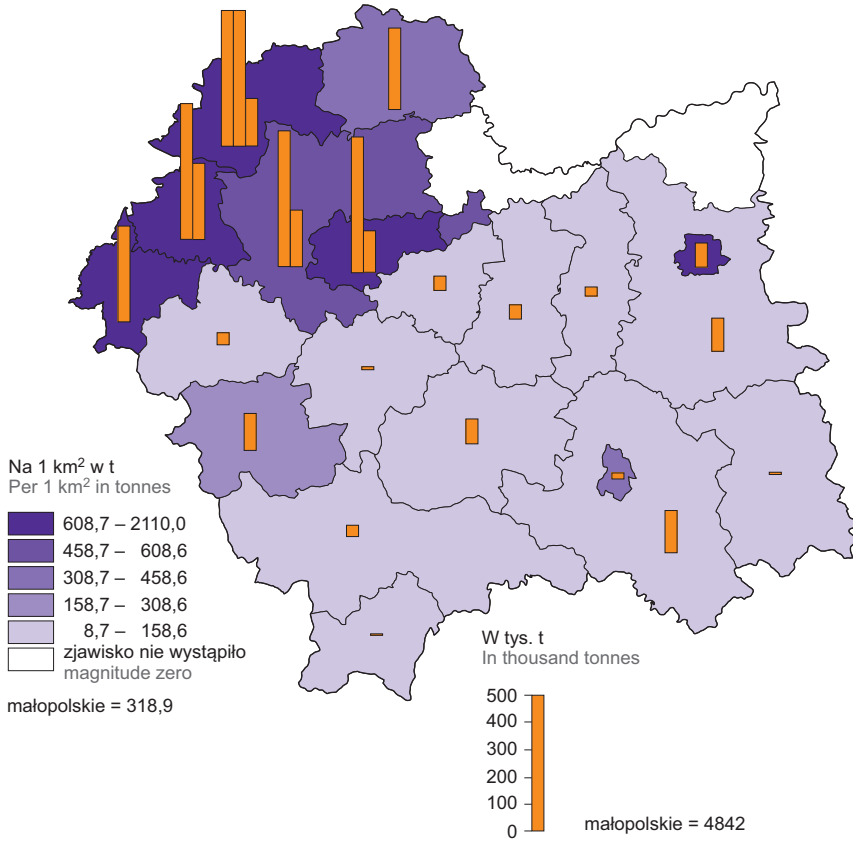 Na 1 km² w t
Per 1 km² in tonnes
608,7 – 2110,0
458,7 – 608,6
308,7 – 458,6
158,7 – 308,6
8,7 – 158,6
zjawisko nie wystąpiło
magnitude zero
małopolskie = 318,9
W tys. t
In thousand tonnes
500
400
300
200
100
0
małopolskie = 4842